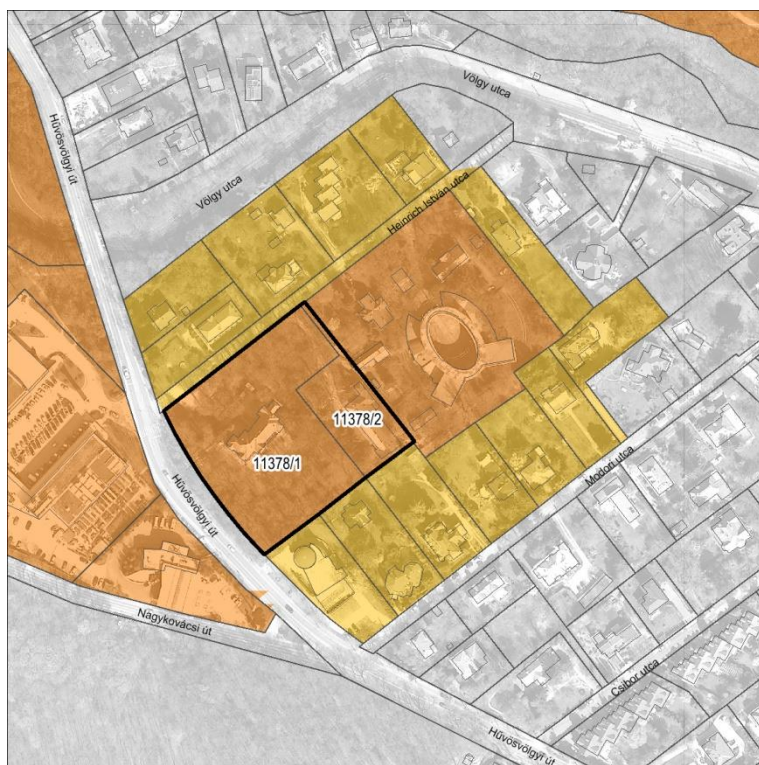 Völgy utca
Hűvösvölgyi út
Völgy utca
Heinrich István utca
11378/2
11378/1
Modori utca
Hűvösvölgyi út
Nagykovácsi út
Csibor utca
Hűvösvölgyi út